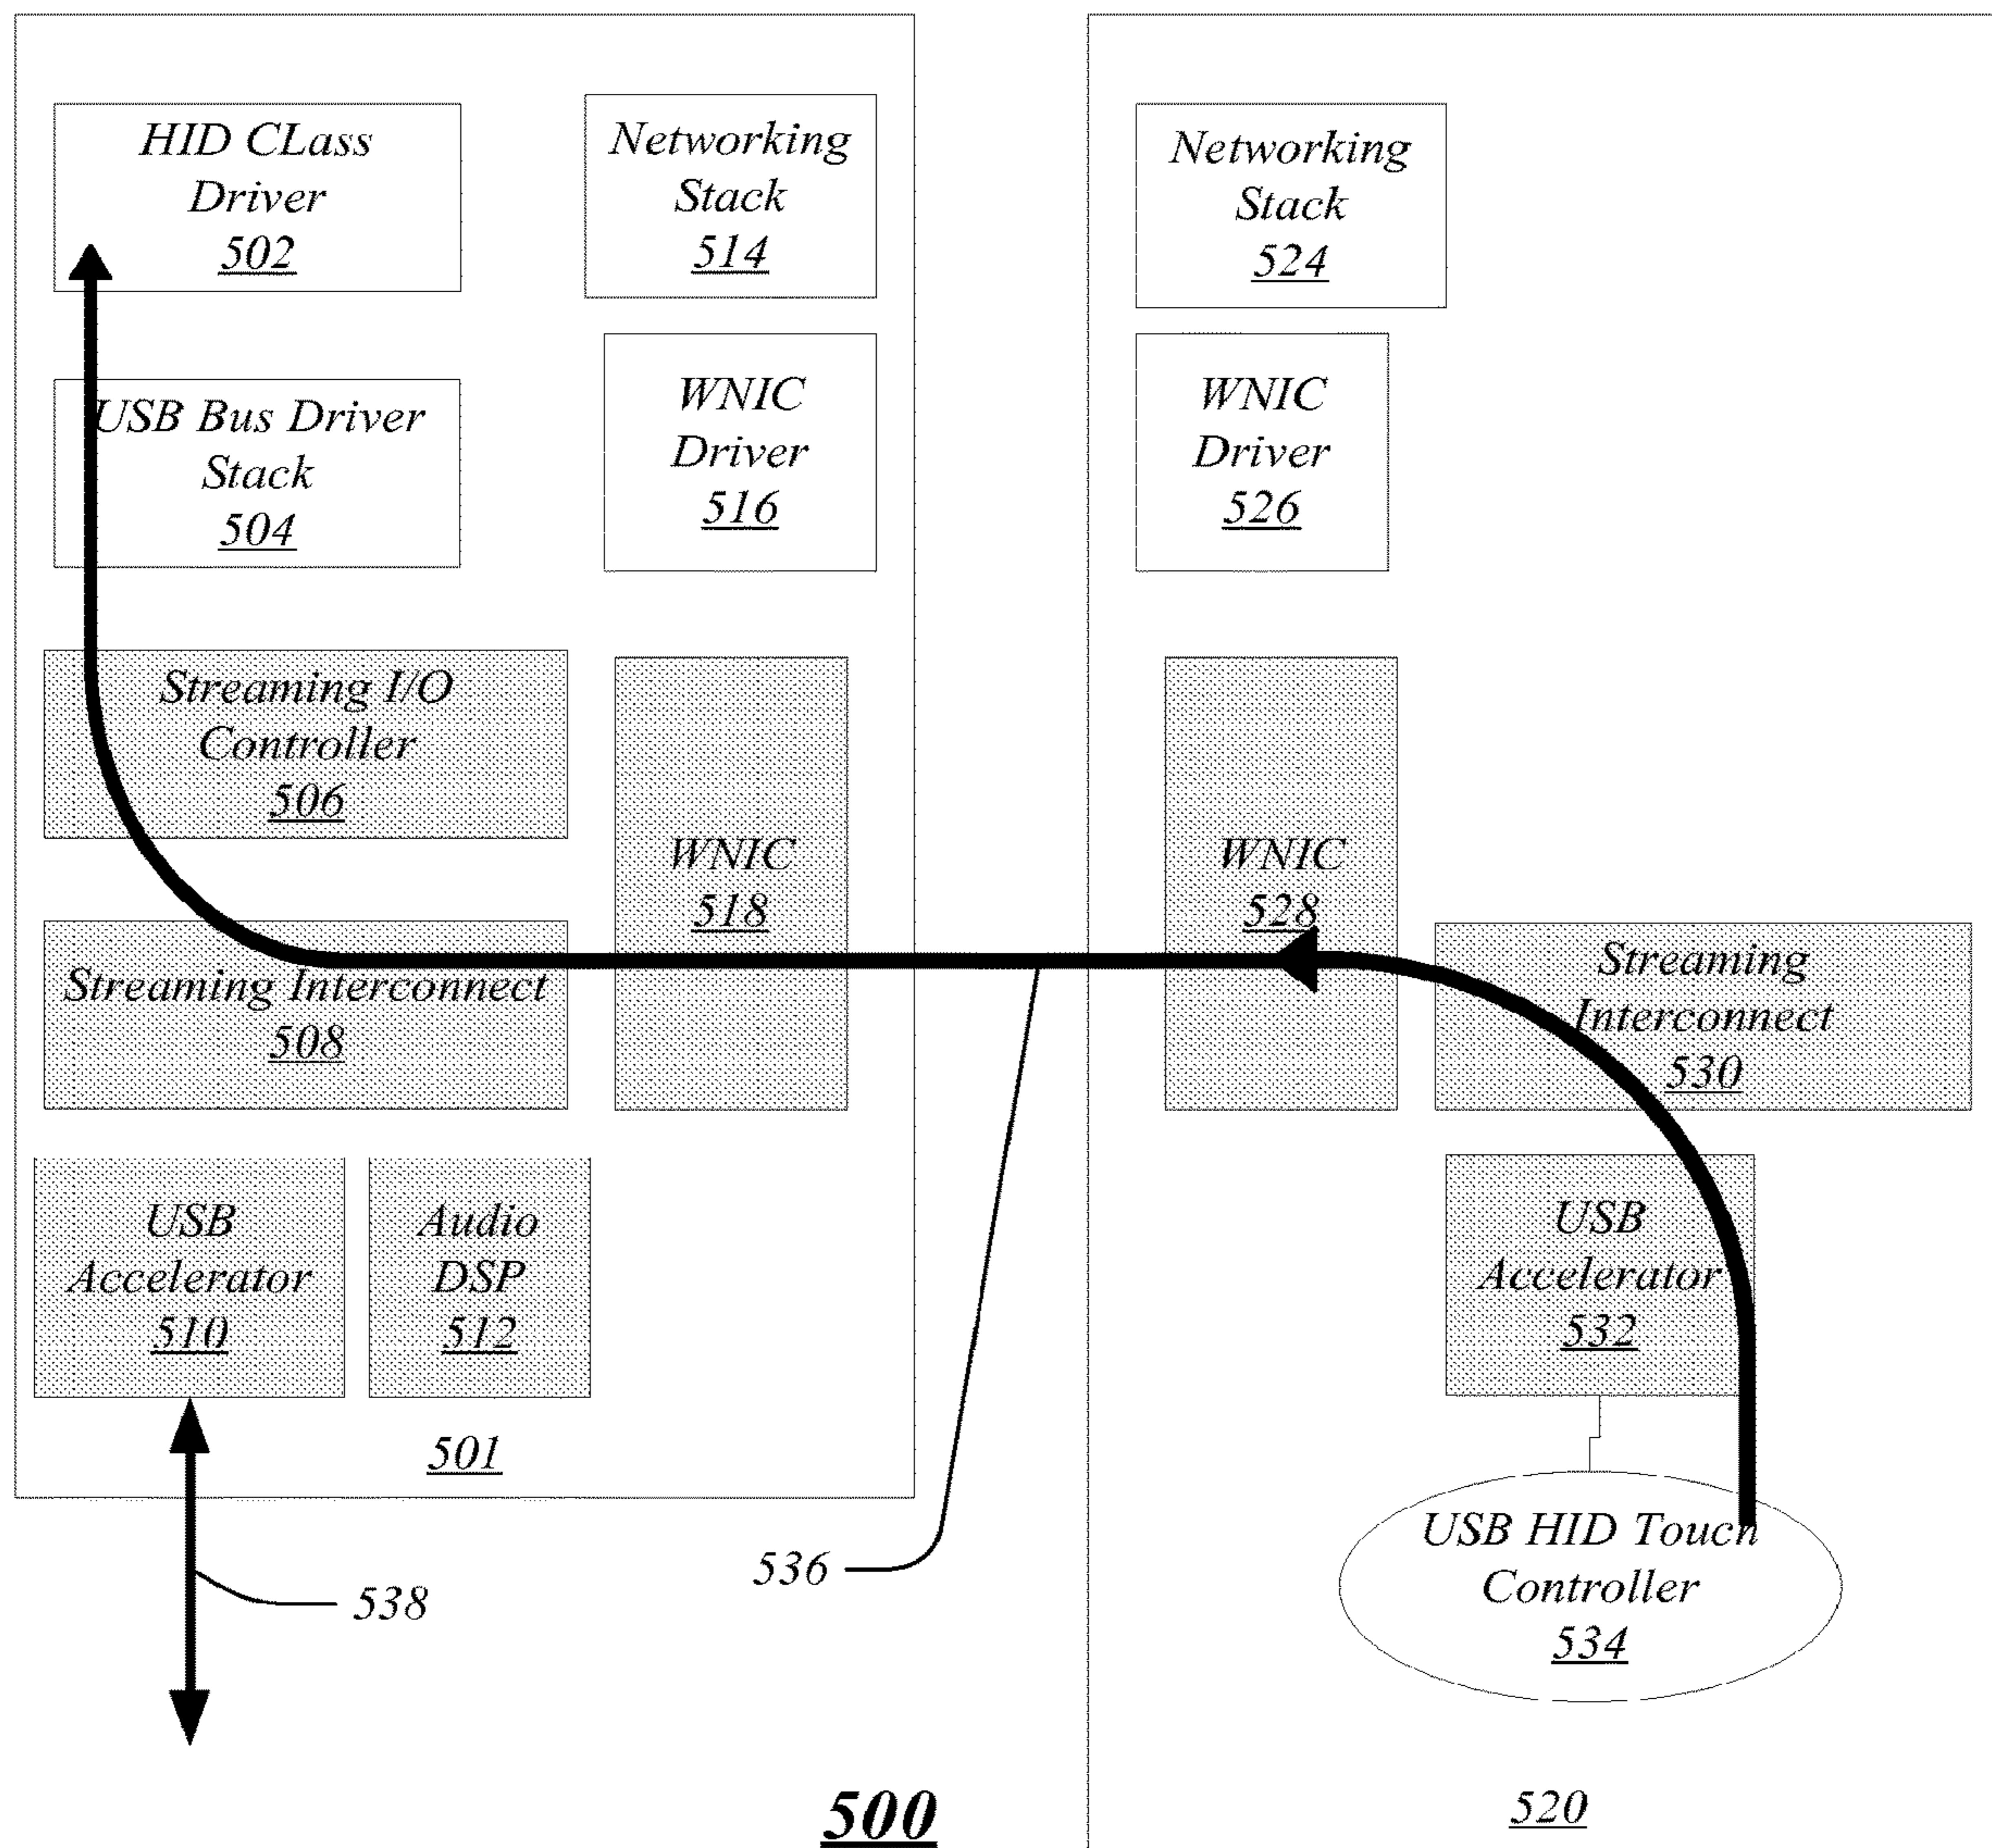 HID CLass
Driver
502
Networking
Stack
514
USB Bus Driver
Stack
504
WNIC
Driver
516
Streaming I/O
Controller
506
WNIC
518
Streaming Interconnect
508
USB
Accelerator
510
Audio
DSP
512
501
538
536
Networking
Stack
524
WNIC
Driver
526
WNIC
528
Streaming
Interconnect
530
USB
Accelerator
532
USB HID Touch
Controller
534
520
500